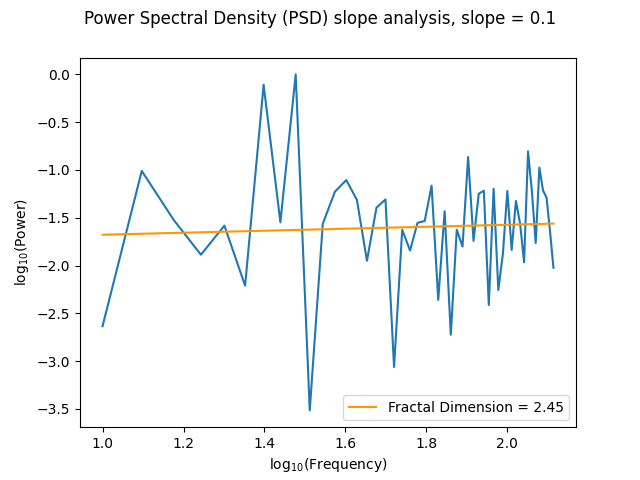 Power Spectral Density (PSD) slope analysis, slope = 0.1
log₁₀(Power)
0.0
−0.5
−1.0
−1.5
−2.0
−2.5
−3.0
−3.5
Fractal Dimension = 2.45
1.0 1.2 1.4 1.6 1.8 2.0
log₁₀(Frequency)